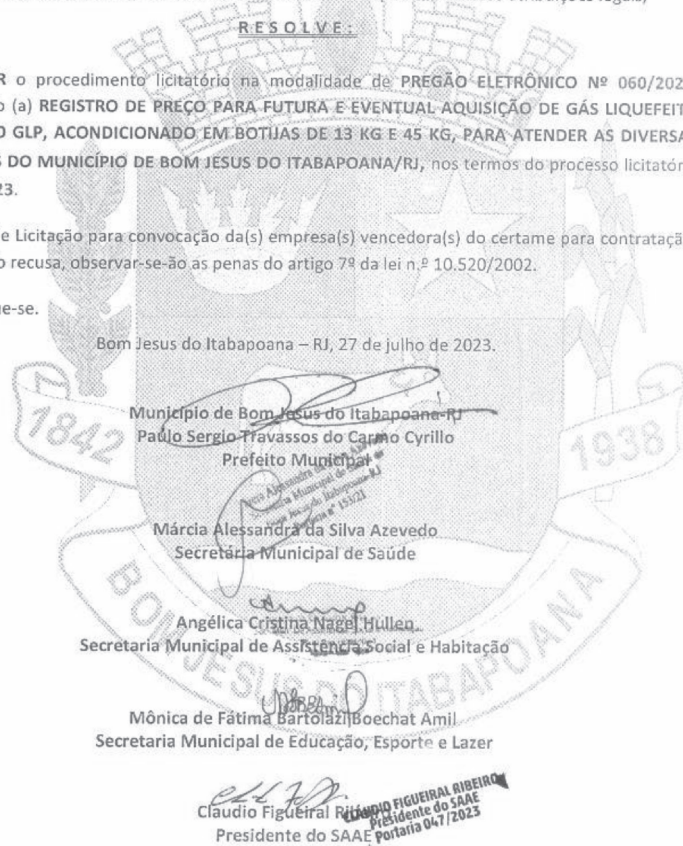 R E S O L V E :
R o procedimento licitatório na modalidade de PREGÃO ELETRÔNICO Nº 060/202
o (a) REGISTRO DE PREÇO PARA FUTURA E EVENTUAL AQUISIÇÃO DE GÁS LIQUEFEIT
O GLP, ACONDICIONADO EM BOTIJAS DE 13 KG E 45 KG, PARA ATENDER AS DIVERSA
S DO MUNICÍPIO DE BOM JESUS DO ITABAPOANA/RJ, nos termos do processo licitatór
23.
e Licitação para convocação da(s) empresa(s) vencedora(s) do certame para contrataçã
o recusa, observar-se-ão as penas do artigo 7º da lei n.º 10.520/2002.
ue-se.
Bom Jesus do Itabapoana – RJ, 27 de julho de 2023.
Município de Bom Jesus do Itabapoana-RJ
Paulo Sergio Travassos do Carmo Cyrillo
Prefeito Municipal
1842
1938
Márcia Alessandra da Silva Azevedo
Secretária Municipal de Saúde
Angélica Cristina Nagel Hullen
Secretaria Municipal de Assistência Social e Habitação
BOM JESUS DO ITABAPOANA
Mônica de Fátima Bartolazi Boechat Amil
Secretaria Municipal de Educação, Esporte e Lazer
Claudio Figueiral
Presidente do SAAE
CLAUDIO FIGUEIRAL RIBEIRO
Presidente do SAAE
Portaria 047/2023